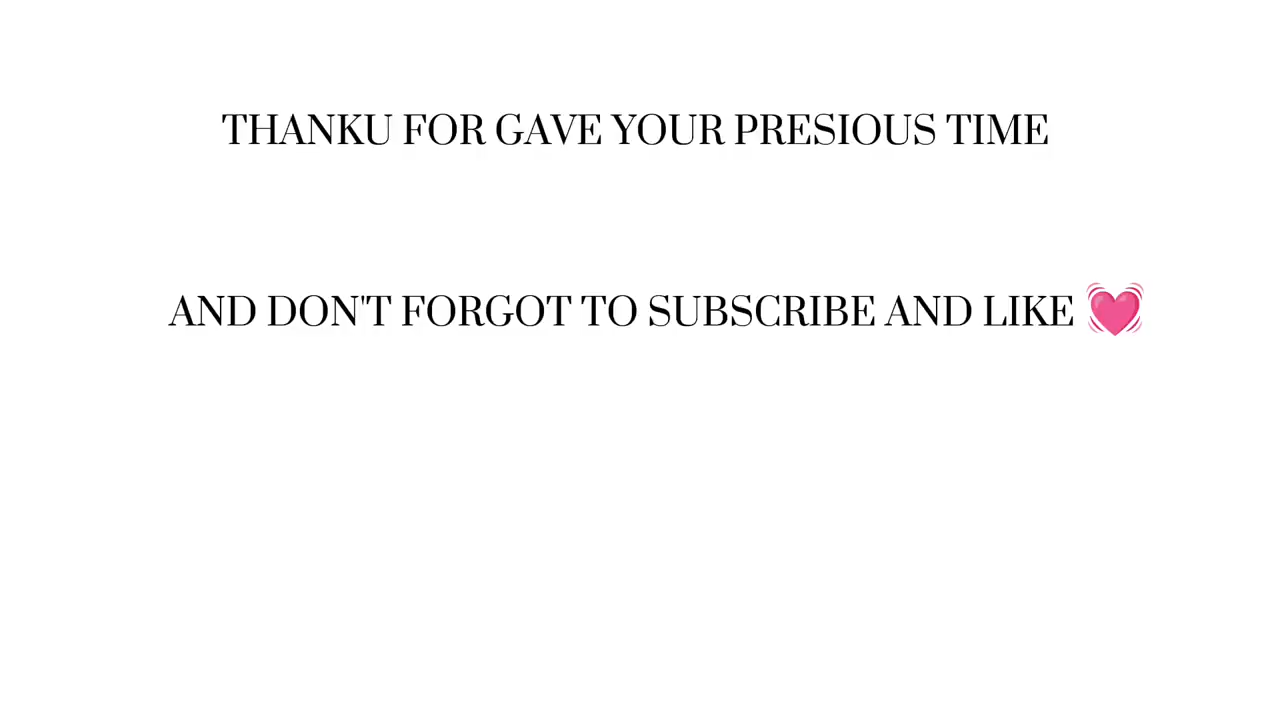 THANKU FOR GAVE YOUR PRESIOUS TIME
AND DON'T FORGOT TO SUBSCRIBE AND LIKE 💓